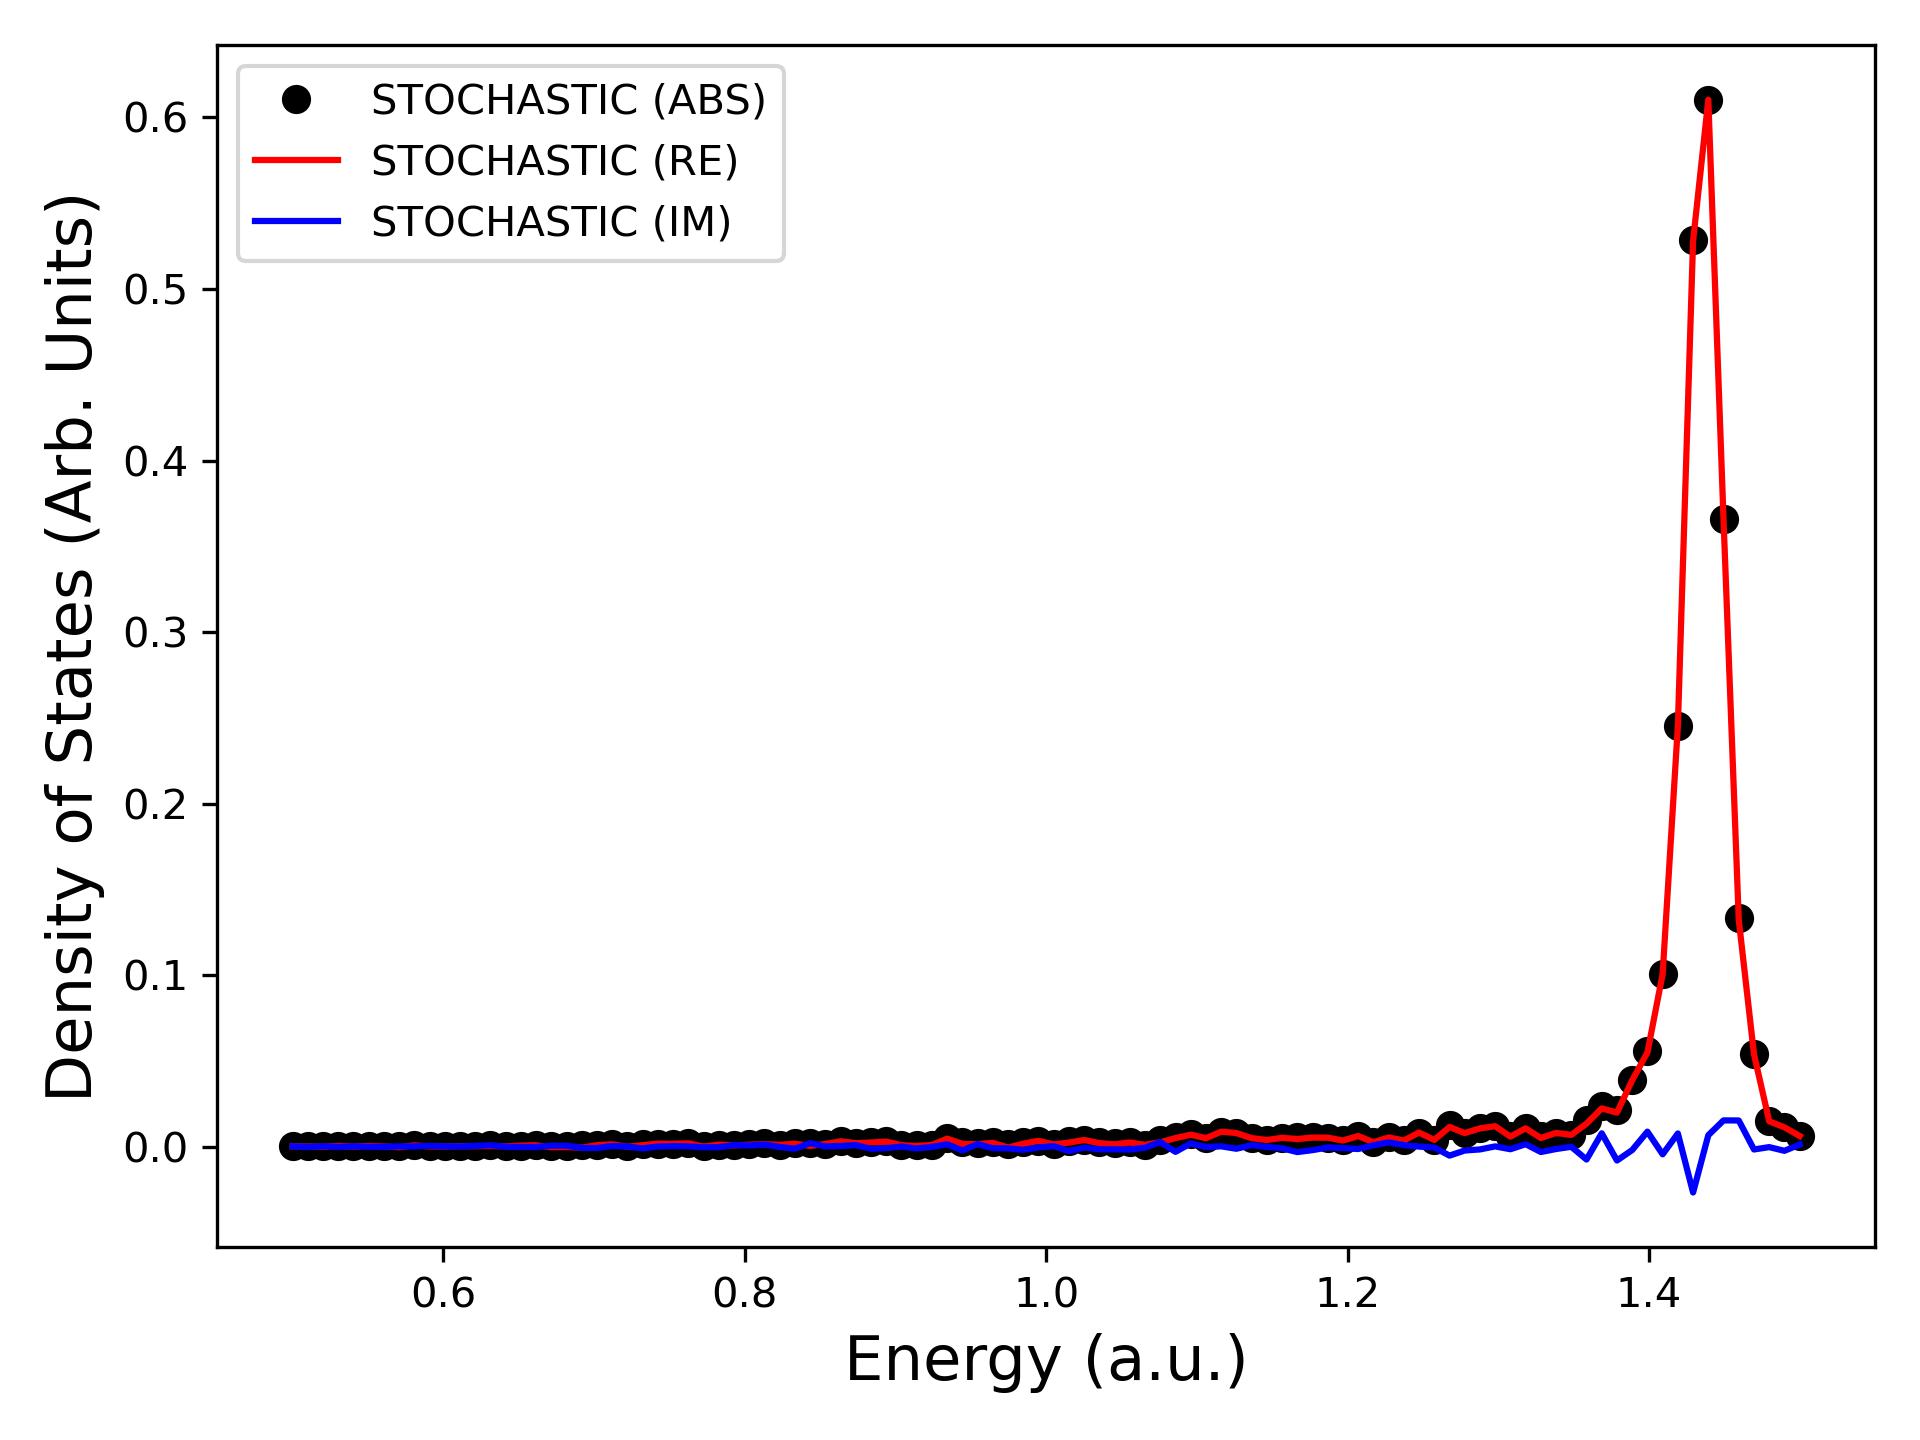 STOCHASTIC (ABS)
STOCHASTIC (RE)
STOCHASTIC (IM)
Density of States (Arb. Units)
0.6
0.5
0.4
0.3
0.2
0.1
0.0
0.6 0.8 1.0 1.2 1.4
Energy (a.u.)